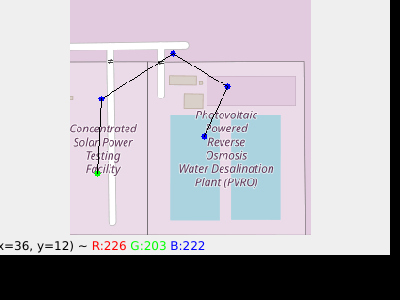 Photovoltaic
Powered
Reverse
Osmosis
Water Desalination
Plant (PVRO)
Concentrated
Solar Power
Testing
Facility
x=36, y=12) ~ R:226 G:203 B:222